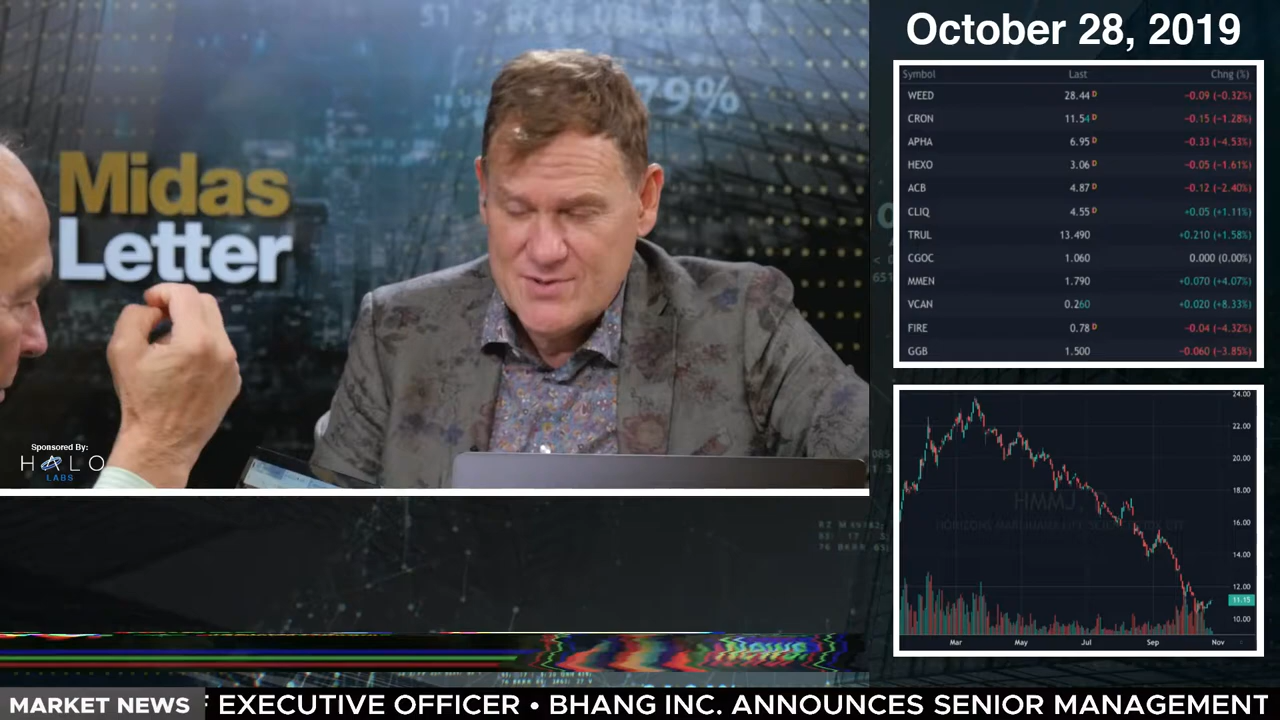 October 28, 2019
79%
Midas
Letter
Sponsored By:
HALO
LABS
Symbol Last Chng (%)
WEED 28.44 D −0.09 (−0.32%)
CRON 11.54 D −0.15 (−1.28%)
APHA 6.95 D −0.33 (−4.53%)
HEXO 3.06 D −0.05 (−1.61%)
ACB 4.87 D −0.12 (−2.40%)
CLIQ 4.55 D +0.05 (+1.11%)
TRUL 13.490 +0.210 (+1.58%)
CGOC 1.060 0.000 (0.00%)
MMEN 1.790 +0.070 (+4.07%)
VCAN 0.260 +0.020 (+8.33%)
FIRE 0.78 D −0.04 (−4.32%)
GGB 1.500 −0.060 (−3.85%)
24.00
22.00
20.00
18.00
16.00
14.00
12.00
11.15
10.00
HMMJ
Mar May Jul Sep Nov
NEWS
MARKET NEWS EXECUTIVE OFFICER • BHANG INC. ANNOUNCES SENIOR MANAGEMENT